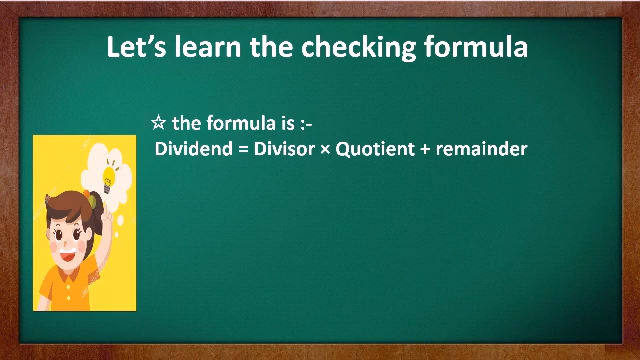 Let's learn the checking formula
☆ the formula is :-
Dividend = Divisor × Quotient + remainder